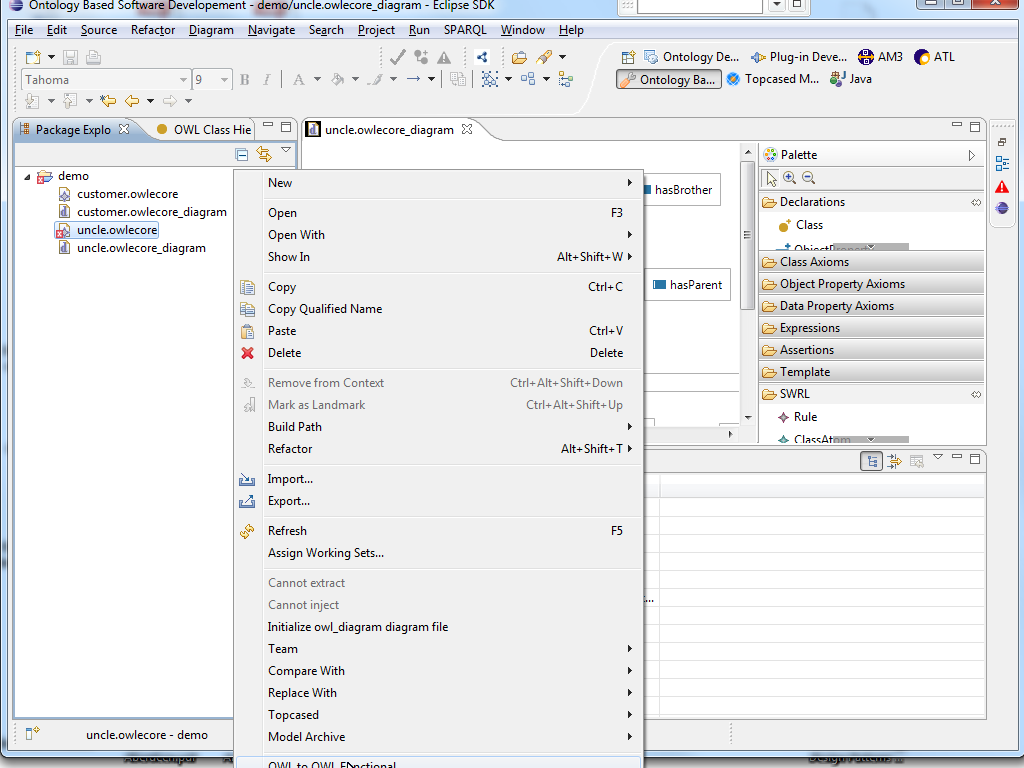 Ontology Based Software Developement - demo/uncle.owlecore_diagram - Eclipse SDK
File Edit Source Refactor Diagram Navigate Search Project Run SPARQL Window Help
Ontology De... Plug-in Deve... AM3 ATL
Tahoma 9 B I A Ontology Ba... Topcased M... Java
Package Explo OWL Class Hie uncle.owlecore_diagram
Palette
demo
customer.owlecore
customer.owlecore_diagram
uncle.owlecore
uncle.owlecore_diagram
New
Open F3
Open With
Show In Alt+Shift+W
Copy Ctrl+C
Copy Qualified Name
Paste Ctrl+V
Delete Delete
Remove from Context Ctrl+Alt+Shift+Down
Mark as Landmark Ctrl+Alt+Shift+Up
Build Path
Refactor Alt+Shift+T
Import...
Export...
Refresh F5
Assign Working Sets...
Cannot extract
Cannot inject
Initialize owl_diagram diagram file
Team
Compare With
Replace With
Topcased
Model Archive
OWL to OWL Functional
hasBrother
hasParent
...
Declarations
Class
ObjectProperty
Class Axioms
Object Property Axioms
Data Property Axioms
Expressions
Assertions
Template
SWRL
Rule
ClassAtom
uncle.owlecore - demo